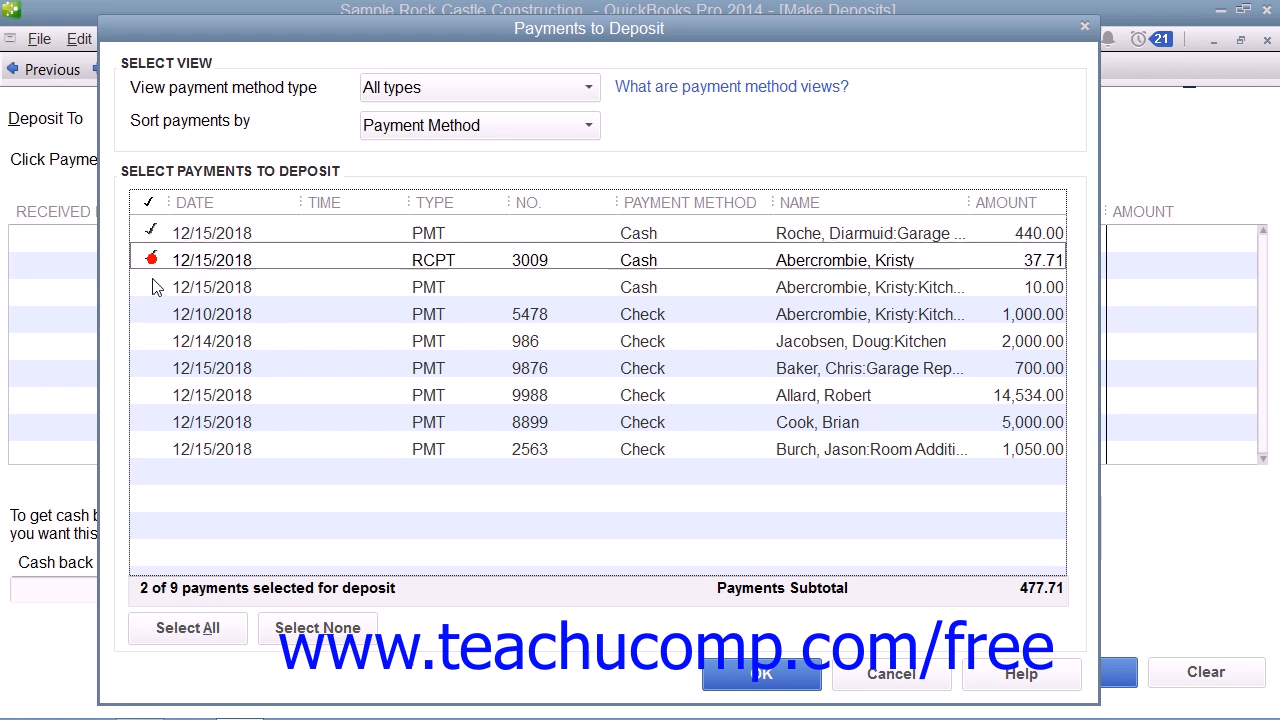 Sample Rock Castle Construction - QuickBooks Pro 2014 - [Make Deposits]
Payments to Deposit
File Edit
21
Previous
SELECT VIEW
View payment method type All types What are payment method views?
Sort payments by Payment Method
Deposit To
Click Payme
SELECT PAYMENTS TO DEPOSIT
RECEIVED
AMOUNT
✓ DATE TIME TYPE NO. PAYMENT METHOD NAME AMOUNT
✓ 12/15/2018 PMT Cash Roche, Diarmuid:Garage ... 440.00
12/15/2018 RCPT 3009 Cash Abercrombie, Kristy 37.71
12/15/2018 PMT Cash Abercrombie, Kristy:Kitch... 10.00
12/10/2018 PMT 5478 Check Abercrombie, Kristy:Kitch... 1,000.00
12/14/2018 PMT 986 Check Jacobsen, Doug:Kitchen 2,000.00
12/15/2018 PMT 9876 Check Baker, Chris:Garage Rep... 700.00
12/15/2018 PMT 9988 Check Allard, Robert 14,534.00
12/15/2018 PMT 8899 Check Cook, Brian 5,000.00
12/15/2018 PMT 2563 Check Burch, Jason:Room Additi... 1,050.00
To get cash b
you want this
Cash back
2 of 9 payments selected for deposit Payments Subtotal 477.71
Select All Select None
www.teachucomp.com/free
OK Cancel Help
Clear